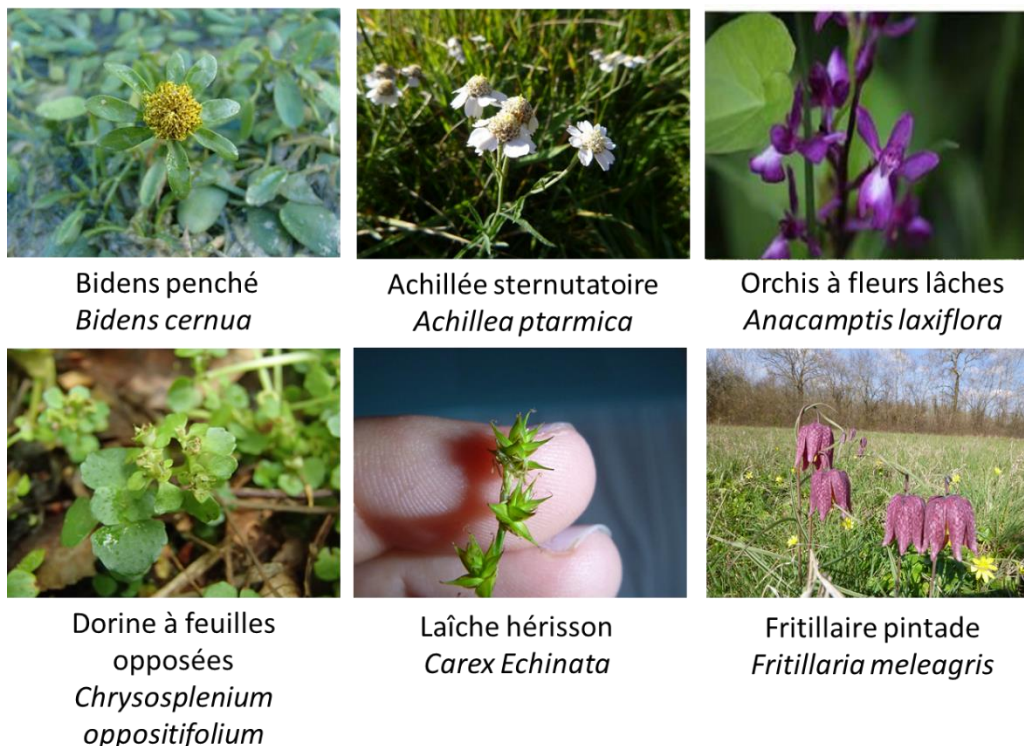 Bidens penché
Bidens cernua
Achillée sternutatoire
Achillea ptarmica
Orchis à fleurs lâches
Anacamptis laxiflora
Dorine à feuilles
opposées
Chrysosplenium
oppositifolium
Laîche hérisson
Carex Echinata
Fritillaire pintade
Fritillaria meleagris